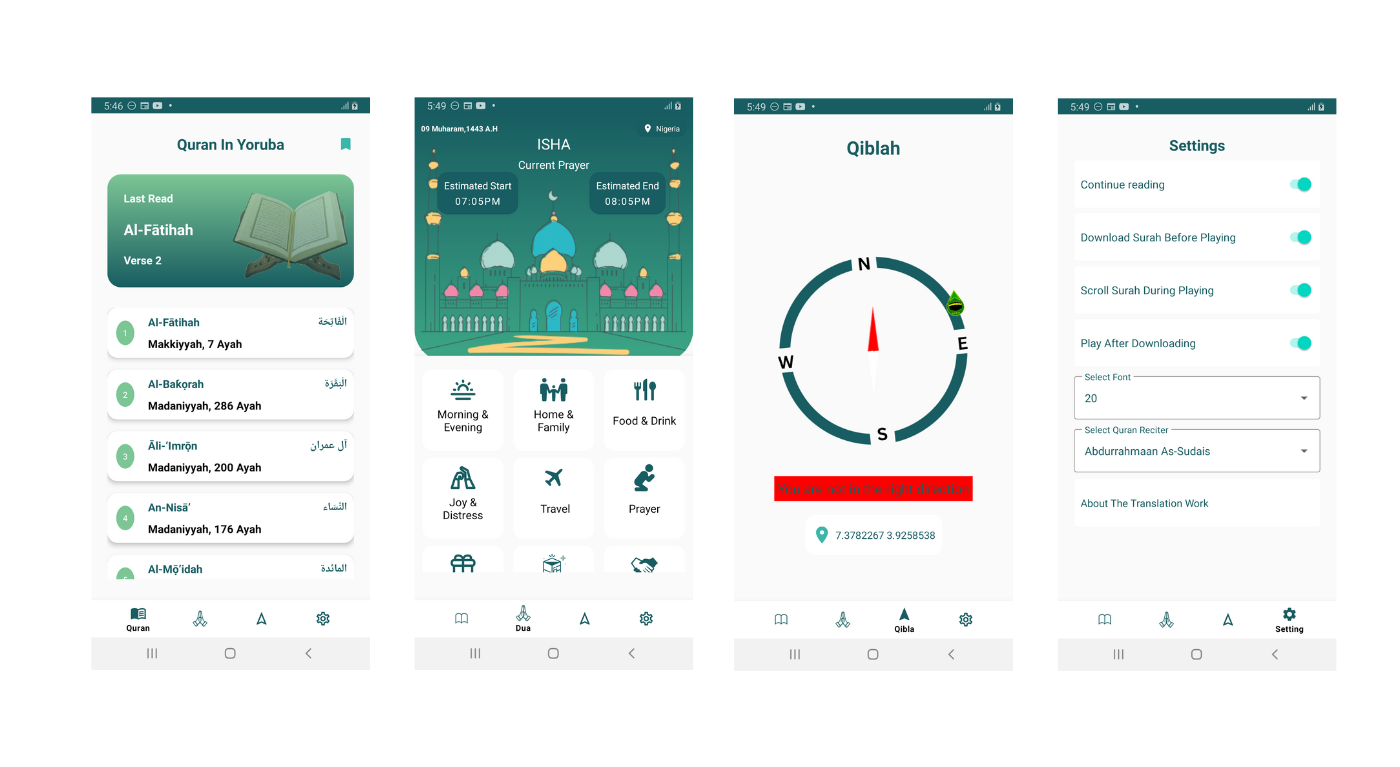 5:46
Quran In Yoruba
Last Read
Al-Fātihah
Verse 2
1
Al-Fātihah
الْفَاتِحَة
Makkiyyah, 7 Ayah
2
Al-Baƙọrah
الْبَقَرَة
Madaniyyah, 286 Ayah
3
Āli-‘Imrọ̄n
آل عمران
Madaniyyah, 200 Ayah
4
An-Nisā’
النِّسَاء
Madaniyyah, 176 Ayah
5
Al-Mọ̄’idah
المائدة
Quran
5:49
09 Muharam,1443 A.H
Nigeria
ISHA
Current Prayer
Estimated Start
07:05PM
Estimated End
08:05PM
Morning &
Evening
Home &
Family
Food & Drink
Joy &
Distress
Travel
Prayer
Dua
5:49
Qiblah
N
E
W
S
You are not in the right direction
7.3782267 3.9258538
Qibla
5:49
Settings
Continue reading
Download Surah Before Playing
Scroll Surah During Playing
Play After Downloading
Select Font
20
Select Quran Reciter
Abdurrahmaan As-Sudais
About The Translation Work
Setting